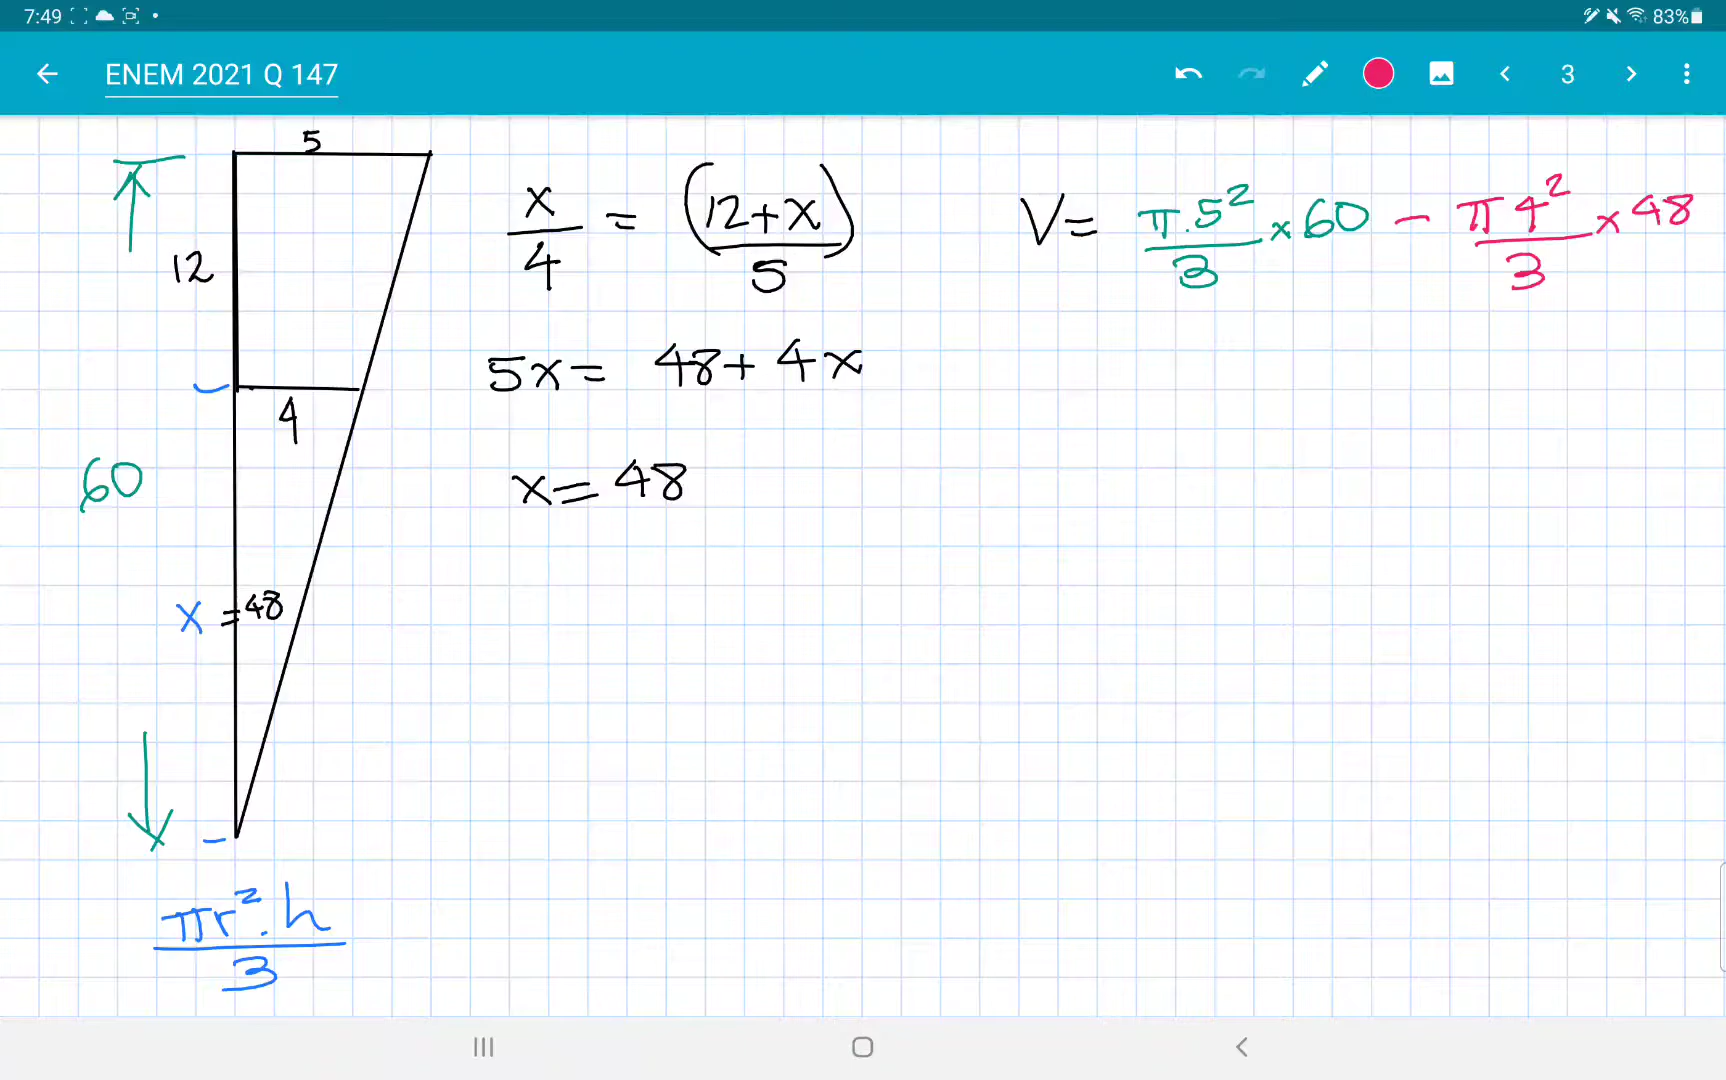 7:49
83%
ENEM 2021 Q 147
3
5
12
4
60
x = 48
πr². h / 3
x/4 = (12+x)/5
5x = 48 + 4x
x = 48
V = π.5²/3 x 60 - π4²/3 x 48